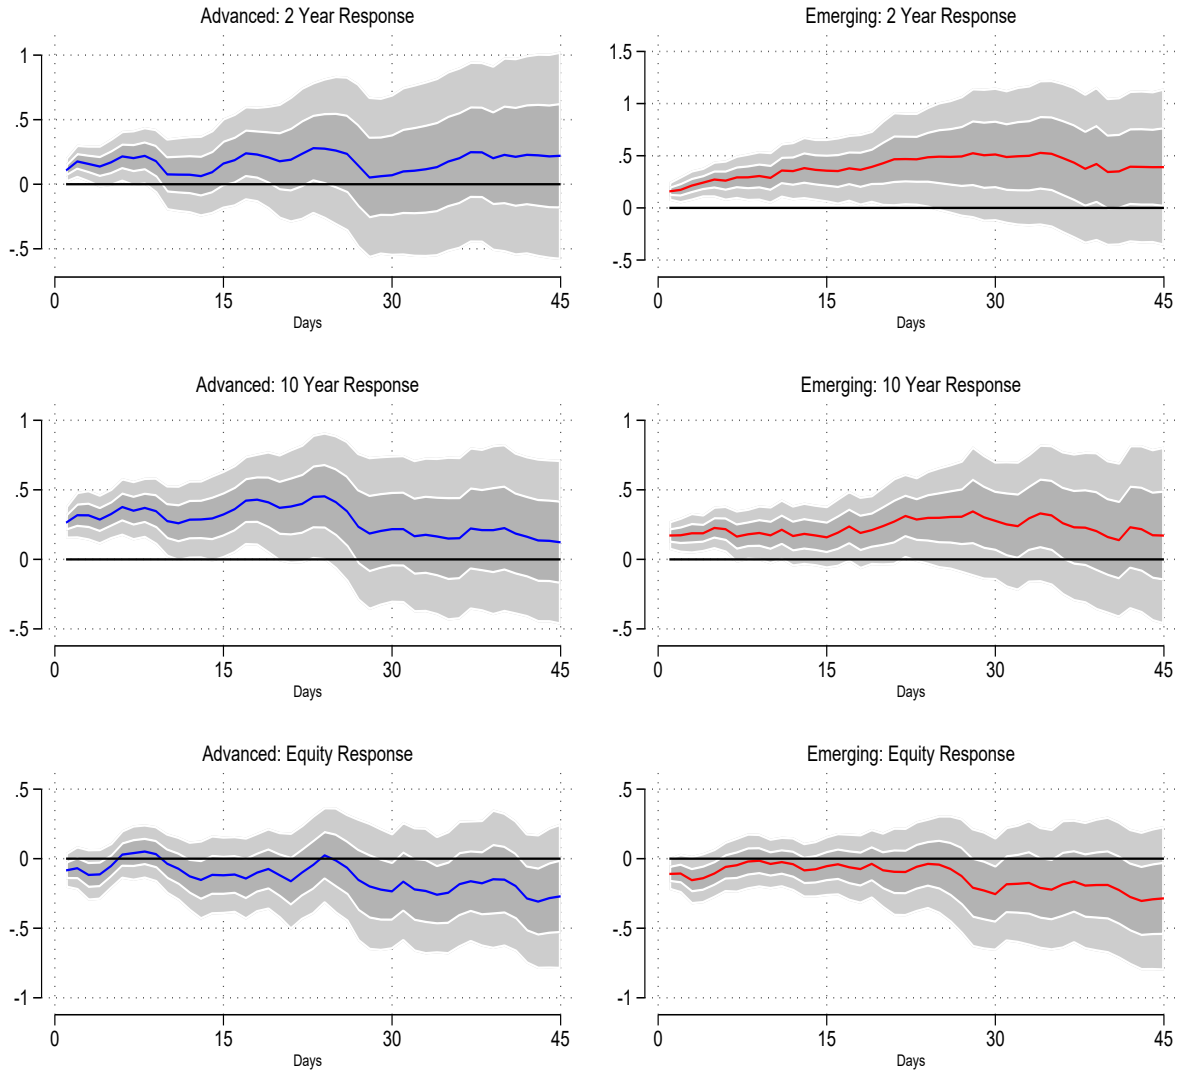 Advanced: 2 Year Response
1
.5
0
-.5
0 15 30 45
Days
Emerging: 2 Year Response
1.5
1
.5
0
-.5
0 15 30 45
Days
Advanced: 10 Year Response
1
.5
0
-.5
0 15 30 45
Days
Emerging: 10 Year Response
1
.5
0
-.5
0 15 30 45
Days
Advanced: Equity Response
.5
0
-.5
-1
0 15 30 45
Days
Emerging: Equity Response
.5
0
-.5
-1
0 15 30 45
Days